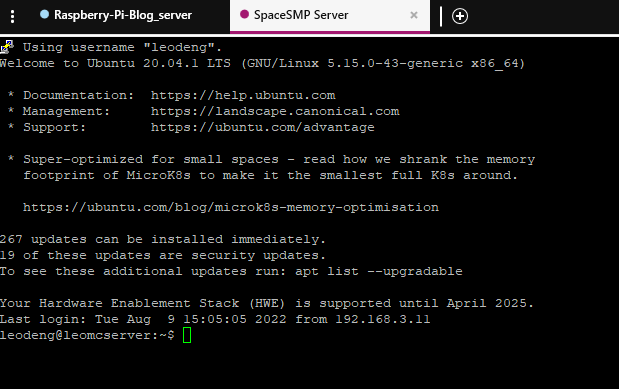 Raspberry-Pi-Blog_server
SpaceSMP Server
Using username "leodeng".
Welcome to Ubuntu 20.04.1 LTS (GNU/Linux 5.15.0-43-generic x86_64)
* Documentation:  https://help.ubuntu.com
* Management:     https://landscape.canonical.com
* Support:        https://ubuntu.com/advantage
* Super-optimized for small spaces - read how we shrank the memory
footprint of MicroK8s to make it the smallest full K8s around.
https://ubuntu.com/blog/microk8s-memory-optimisation
267 updates can be installed immediately.
19 of these updates are security updates.
To see these additional updates run: apt list --upgradable
Your Hardware Enablement Stack (HWE) is supported until April 2025.
Last login: Tue Aug  9 15:05:05 2022 from 192.168.3.11
leodeng@leomcserver:~$